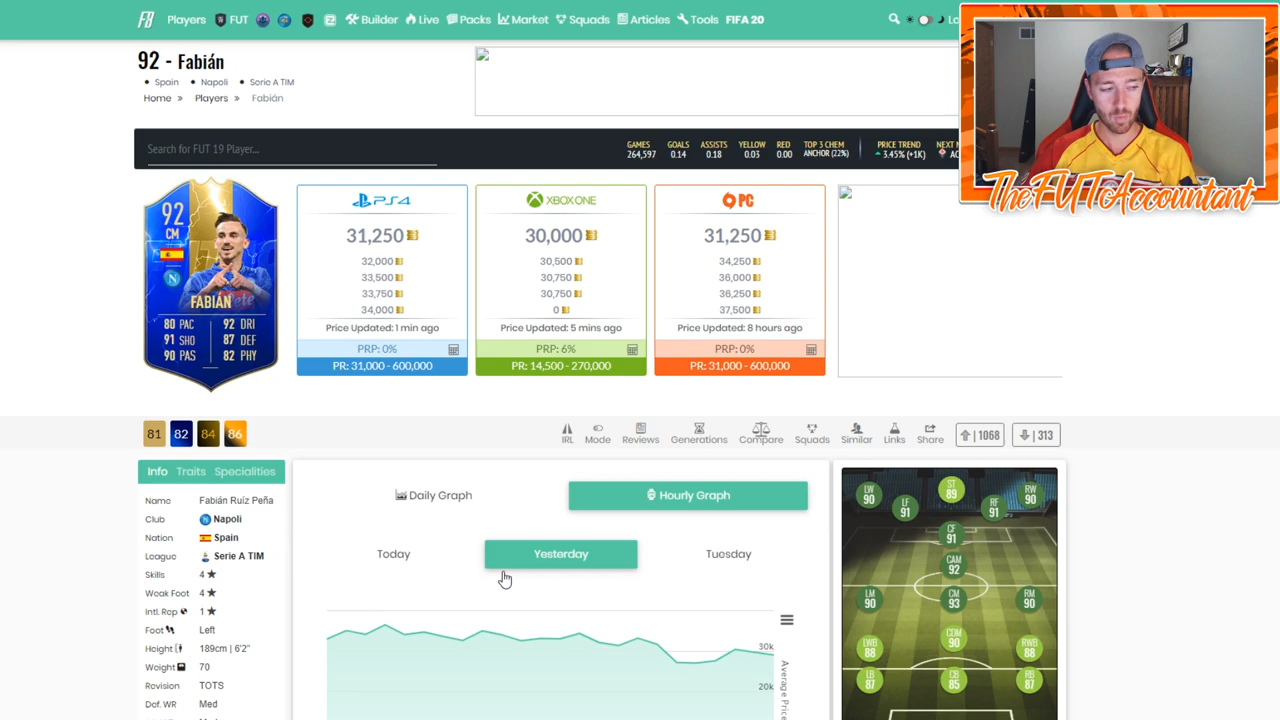 Players FUT Builder Live Packs Market Squads Articles Tools FIFA 20
92 - Fabián
Spain Napoli Serie A TIM
Home » Players » Fabián
Search for FUT 19 Player...
GAMES GOALS ASSISTS YELLOW RED TOP 3 CHEM PRICE TREND
264,597 0.14 0.18 0.03 0.00 ANCHOR (22%) 3.45% (+1K)
TheFUTAccountant
92
CM
FABIÁN
80 PAC 92 DRI
91 SHO 87 DEF
90 PAS 82 PHY
PS4
31,250
32,000
33,500
33,750
34,000
Price Updated: 1 min ago
PRP: 0%
PR: 31,000 - 600,000
XBOX ONE
30,000
30,500
30,750
30,750
0
Price Updated: 5 mins ago
PRP: 6%
PR: 14,500 - 270,000
PC
31,250
34,250
36,000
36,250
37,500
Price Updated: 8 hours ago
PRP: 0%
PR: 31,000 - 600,000
81 82 84 86
IRL Mode Reviews Generations Compare Squads Similar Links Share 1068 313
Info Traits Specialities
Name Fabián Ruíz Peña
Club Napoli
Nation Spain
League Serie A TIM
Skills 4
Weak Foot 4
Intl. Rep 1
Foot Left
Height 189cm | 6'2"
Weight 70
Revision TOTS
Def. WR Med
Daily Graph Hourly Graph
Today Yesterday Tuesday
30k
20k
Average Price
LW 90
LF 91
ST 89
RF 91
RW 90
CF 91
CAM 92
LM 90
CM 93
RM 90
LWB 88
CDM 90
RWB 88
LB 87
CB 85
RB 87